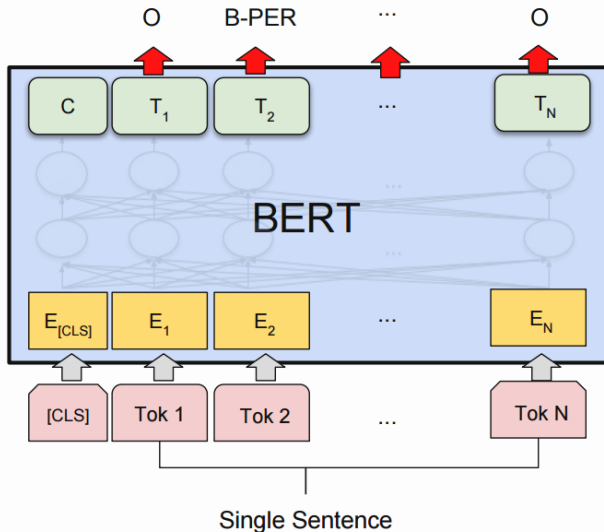 O B-PER ... O
C T1 T2 ... TN
...
BERT
...
E[CLS] E1 E2 ... EN
[CLS] Tok 1 Tok 2 ... Tok N
Single Sentence